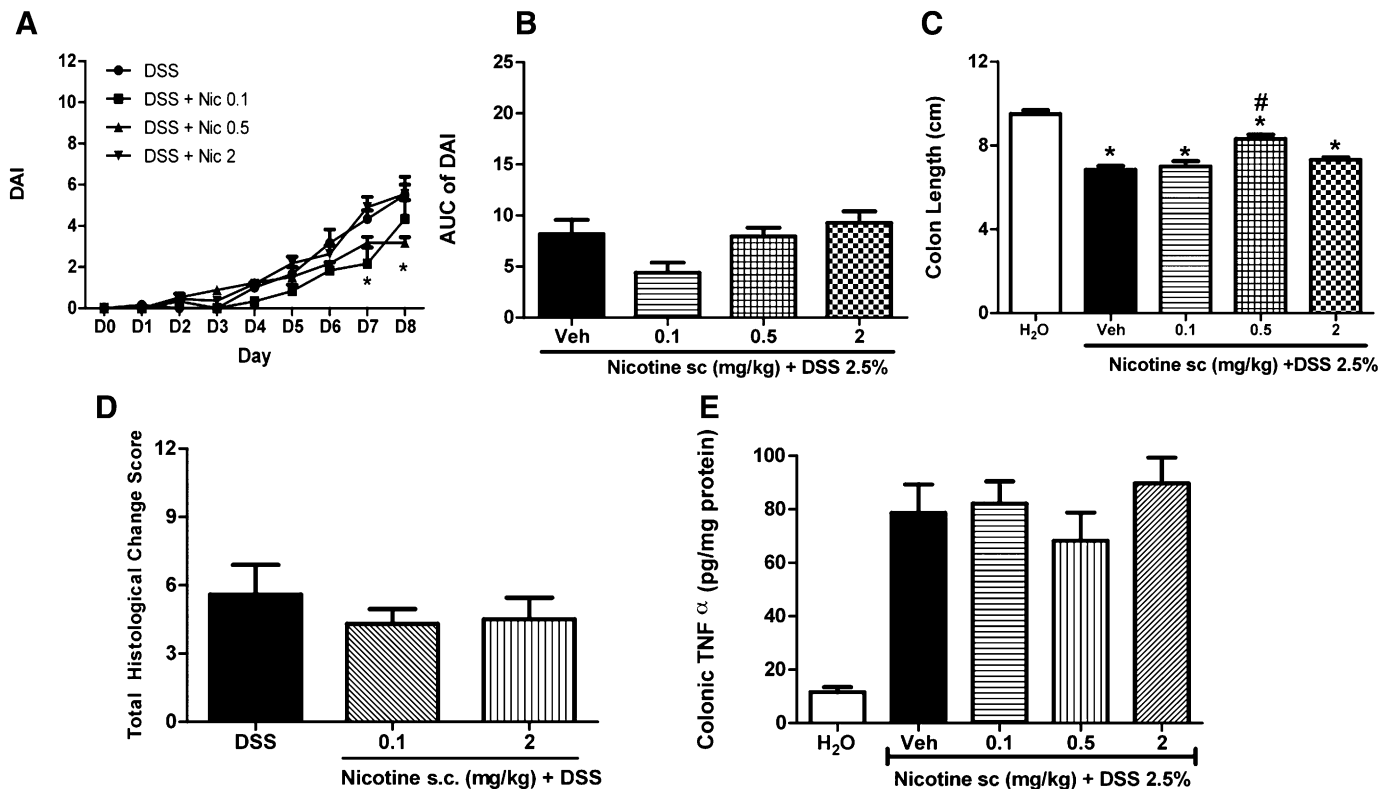 A
DAI
12
10
8
6
4
2
0
DSS
DSS + Nic 0.1
DSS + Nic 0.5
DSS + Nic 2
* *
D0 D1 D2 D3 D4 D5 D6 D7 D8
Day
B
AUC of DAI
25
20
15
10
5
0
Veh 0.1 0.5 2
Nicotine sc (mg/kg) + DSS 2.5%
C
Colon Length (cm)
12
8
4
0
#
* * * *
H₂O Veh 0.1 0.5 2
Nicotine sc (mg/kg) +DSS 2.5%
D
Total Histological Change Score
12
9
6
3
0
DSS 0.1 2
Nicotine s.c. (mg/kg) + DSS
E
Colonic TNF α (pg/mg protein)
100
80
60
40
20
0
H₂O Veh 0.1 0.5 2
Nicotine sc (mg/kg) + DSS 2.5%